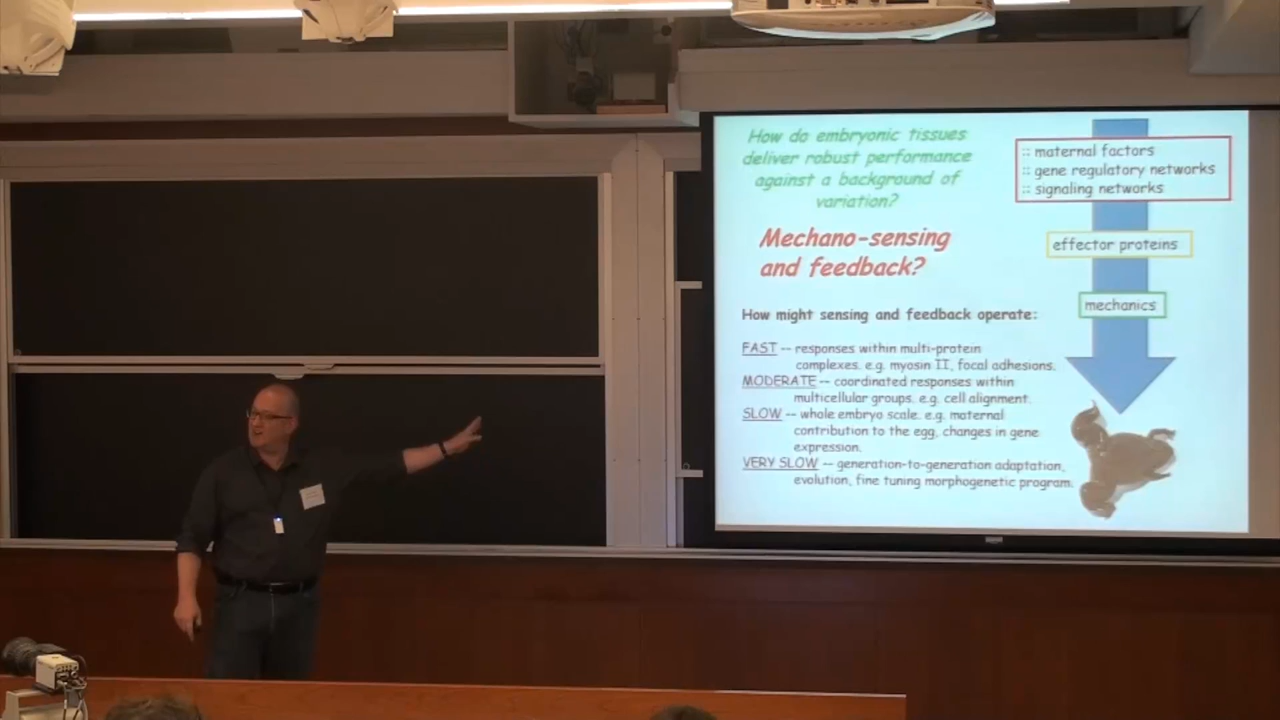 How do embryonic tissues
deliver robust performance
against a background of
variation?
Mechano-sensing
and feedback?
How might sensing and feedback operate:
FAST -- responses within multi-protein
complexes. e.g. myosin II, focal adhesions.
MODERATE -- coordinated responses within
multicellular groups. e.g. cell alignment.
SLOW -- whole embryo scale. e.g. maternal
contribution to the egg, changes in gene
expression.
VERY SLOW -- generation-to-generation adaptation,
evolution, fine tuning morphogenetic program.
:: maternal factors
:: gene regulatory networks
:: signaling networks
effector proteins
mechanics